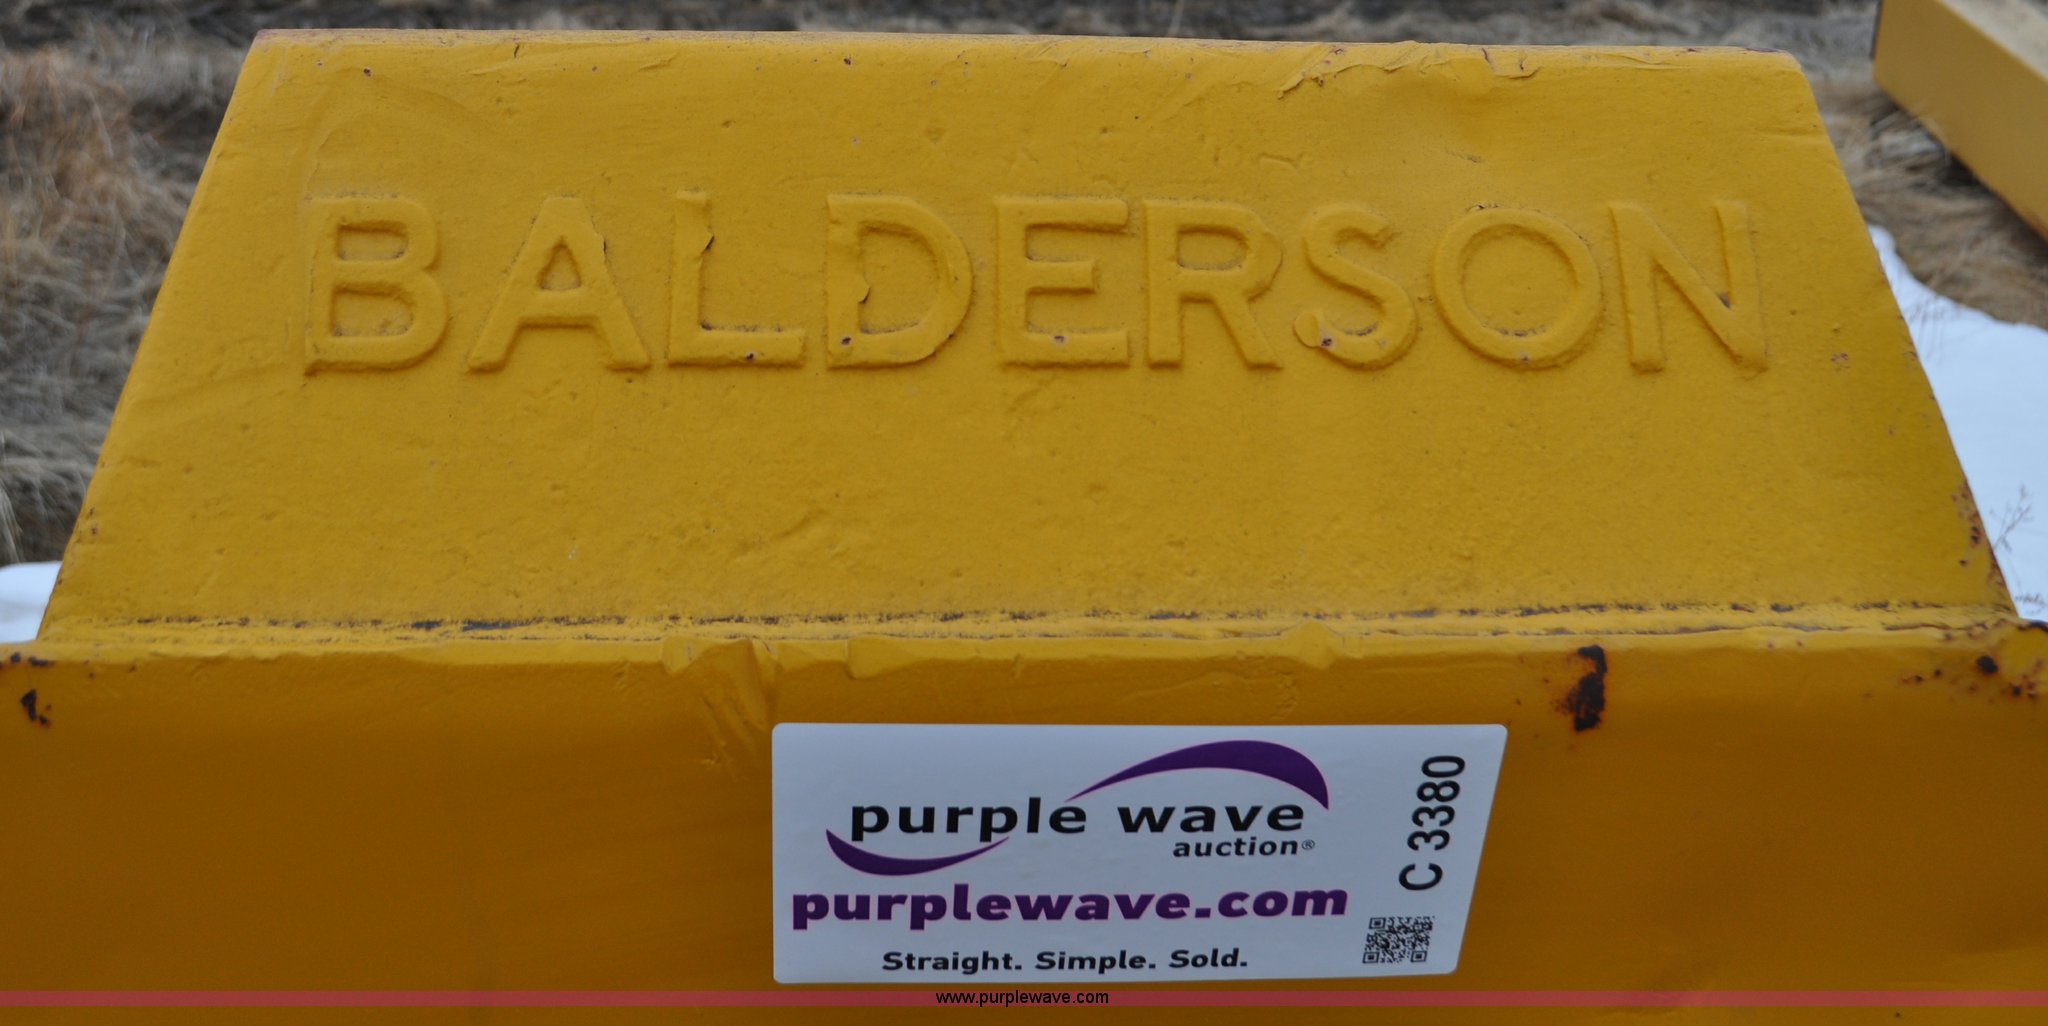 BALDERSON
purple wave
auction®
purplewave.com
Straight. Simple. Sold.
C 3380
www.purplewave.com